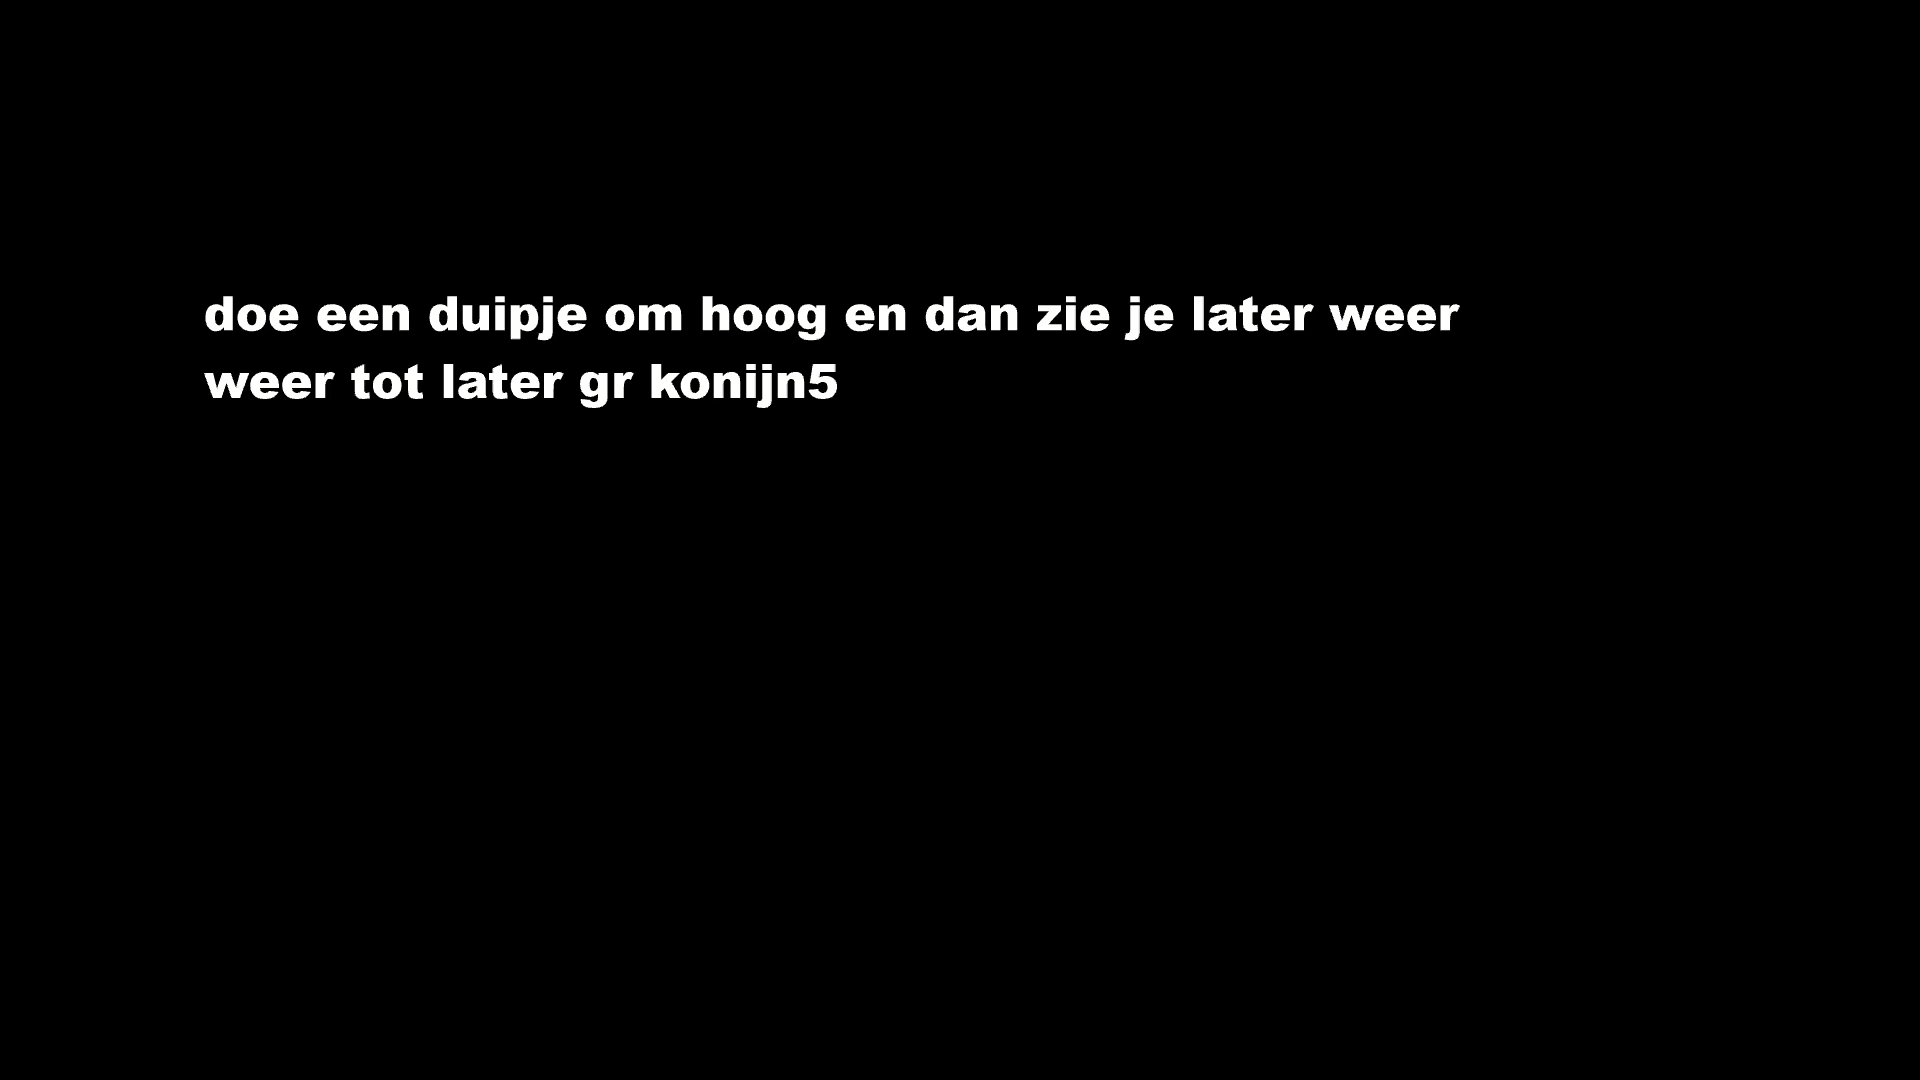 doe een duipje om hoog en dan zie je later weer
weer tot later gr konijn5